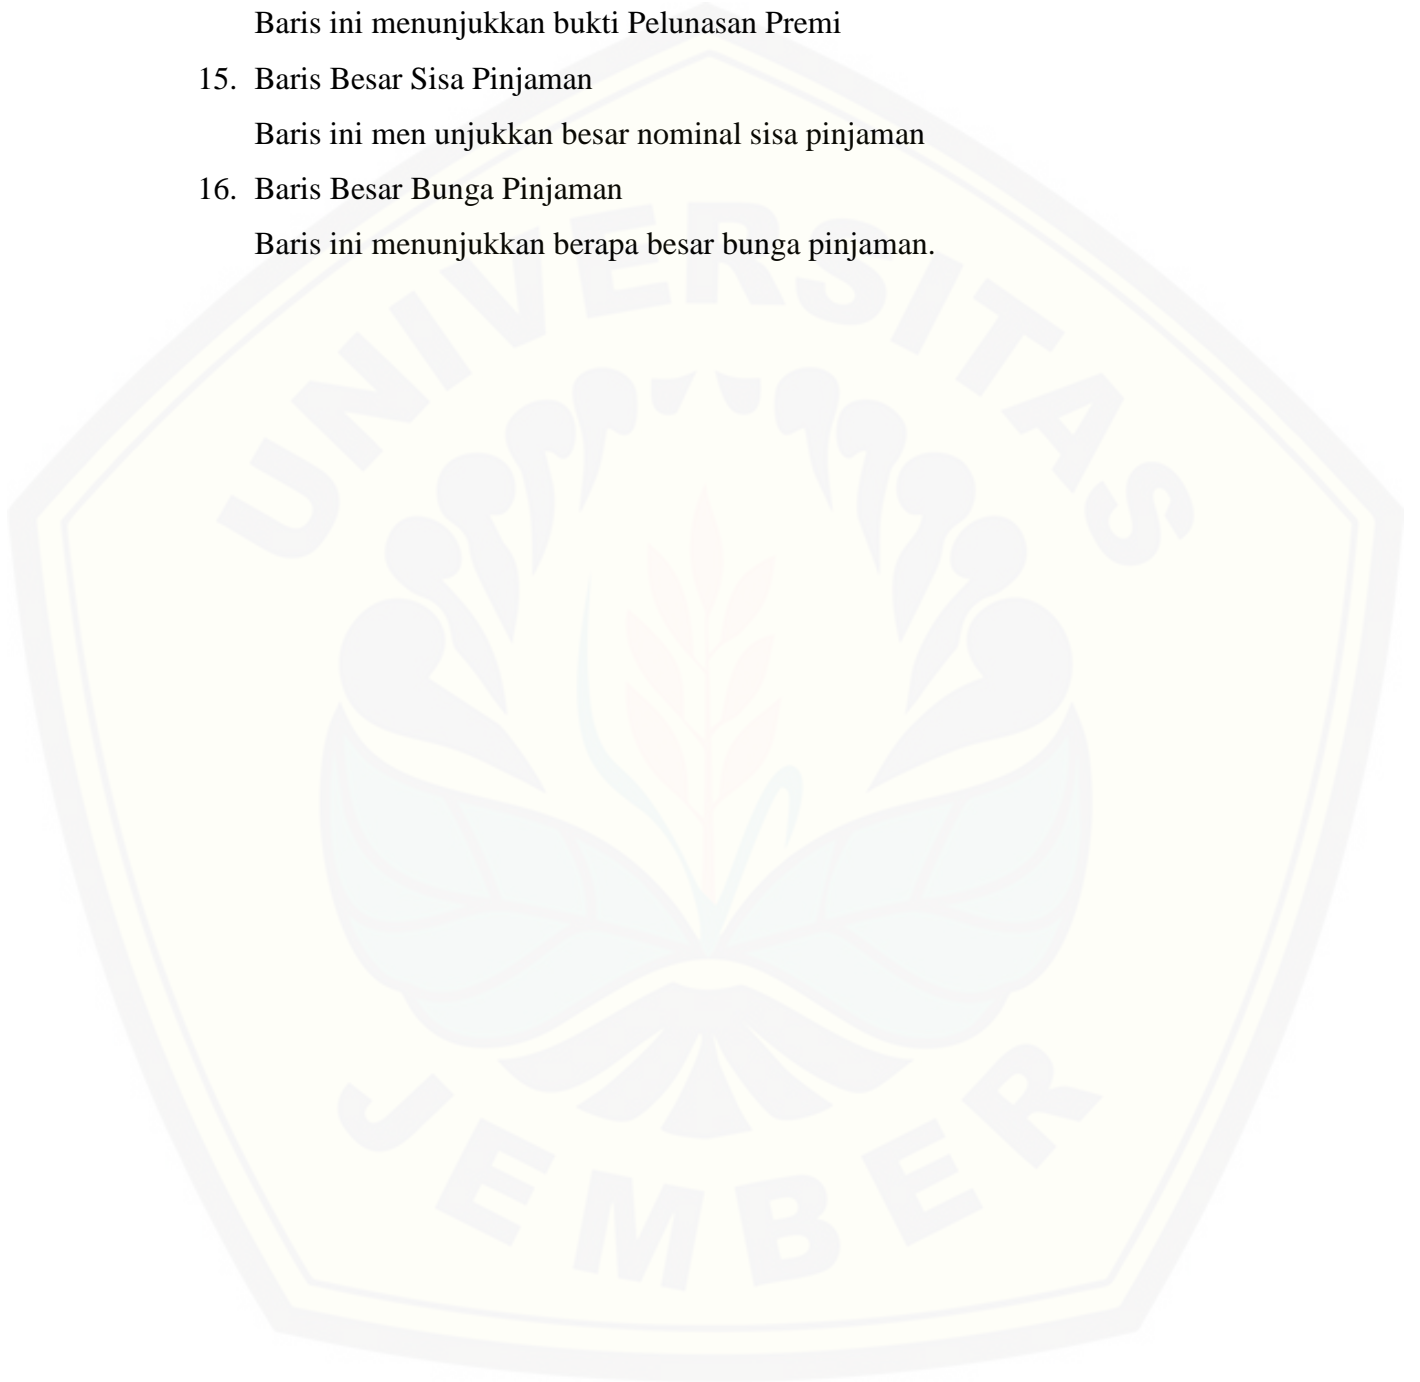 Baris ini menunjukkan bukti Pelunasan Premi
15. Baris Besar Sisa Pinjaman
Baris ini men unjukkan besar nominal sisa pinjaman
16. Baris Besar Bunga Pinjaman
Baris ini menunjukkan berapa besar bunga pinjaman.
UNIVERSITAS
JEMBER